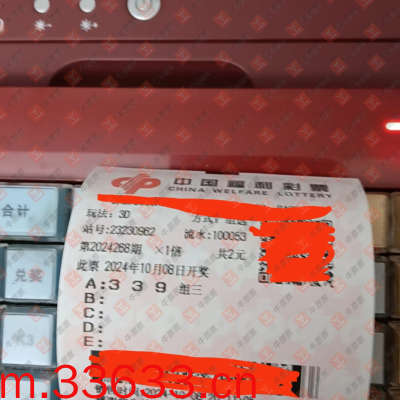 中国福利彩票
CHINA WELFARE LOTTERY
玩法: 3D
方式: 组选
站号:23230962
流水:100053
第2024268期 ×1倍 共2元
此票 2024年10月08日开奖
A:3 3 9 组三
B:
C:
D:
E:
合计
兑奖
K3
m.33633.cn